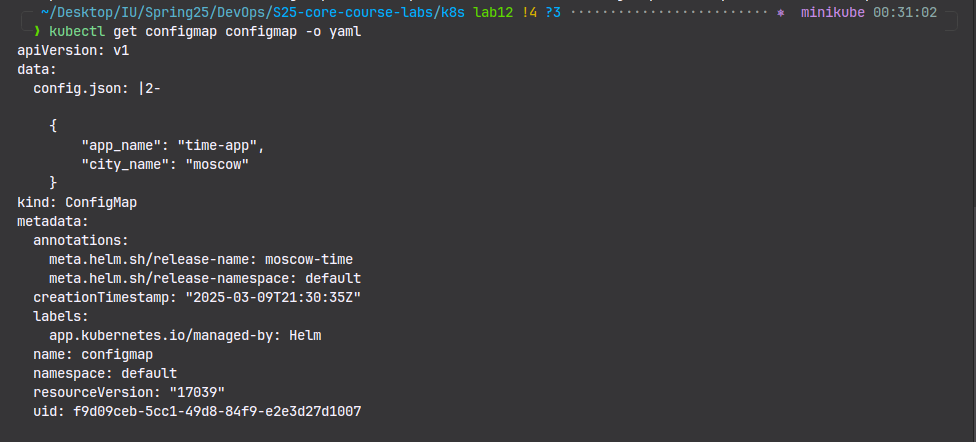 ~/Desktop/IU/Spring25/DevOps/S25-core-course-labs/k8s lab12 !4 ?3 ························ ⎈ minikube 00:31:02
❯ kubectl get configmap configmap -o yaml
apiVersion: v1
data:
  config.json: |2-

    {
        "app_name": "time-app",
        "city_name": "moscow"
    }
kind: ConfigMap
metadata:
  annotations:
    meta.helm.sh/release-name: moscow-time
    meta.helm.sh/release-namespace: default
  creationTimestamp: "2025-03-09T21:30:35Z"
  labels:
    app.kubernetes.io/managed-by: Helm
  name: configmap
  namespace: default
  resourceVersion: "17039"
  uid: f9d09ceb-5cc1-49d8-84f9-e2e3d27d1007